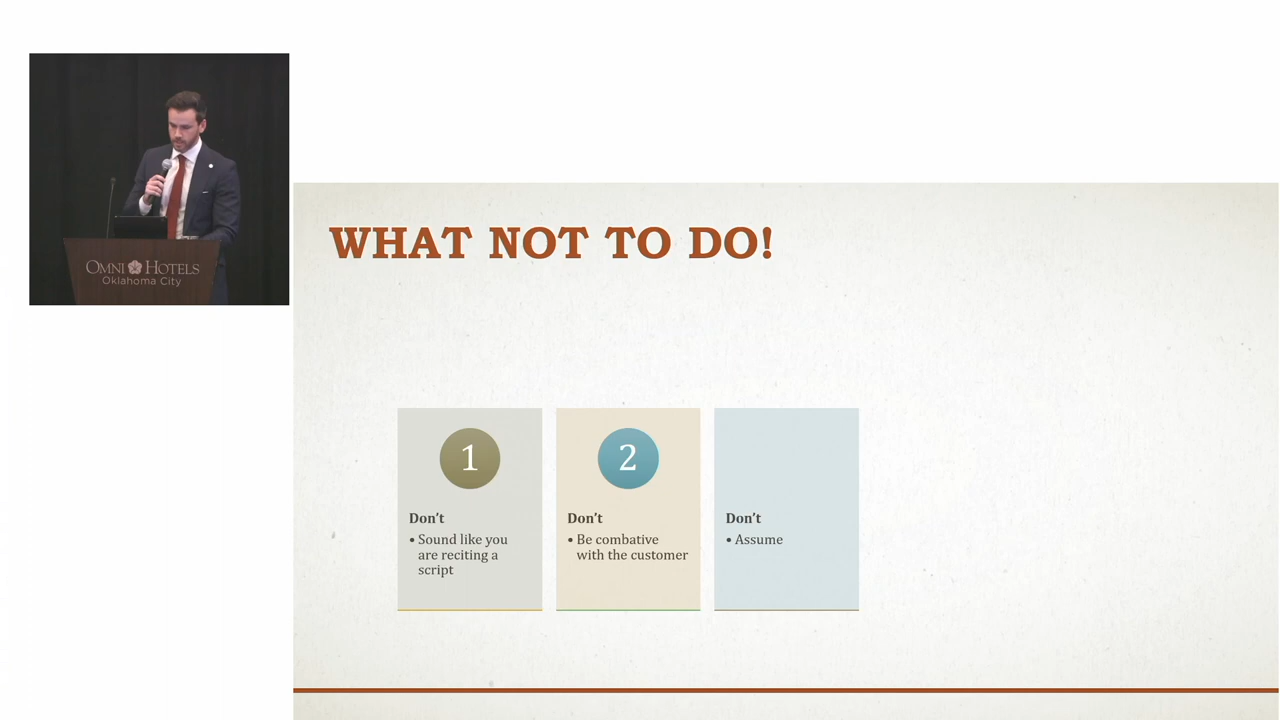 OMNI HOTELS
Oklahoma City
WHAT NOT TO DO!
1
Don't
• Sound like you
are reciting a
script
2
Don't
• Be combative
with the customer
Don't
• Assume